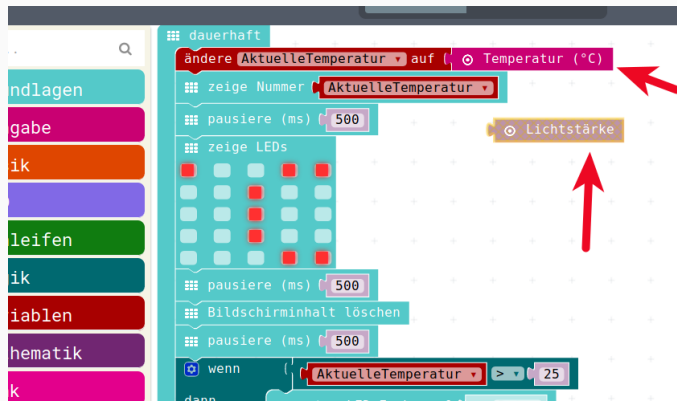 dauerhaft
ändere AktuelleTemperatur auf Temperatur (°C)
zeige Nummer AktuelleTemperatur
pausiere (ms) 500
zeige LEDs
Lichtstärke
pausiere (ms) 500
Bildschirminhalt löschen
pausiere (ms) 500
wenn AktuelleTemperatur > 25
dann
ndlagen
gabe
ik
leifen
ik
iablen
hematik
k